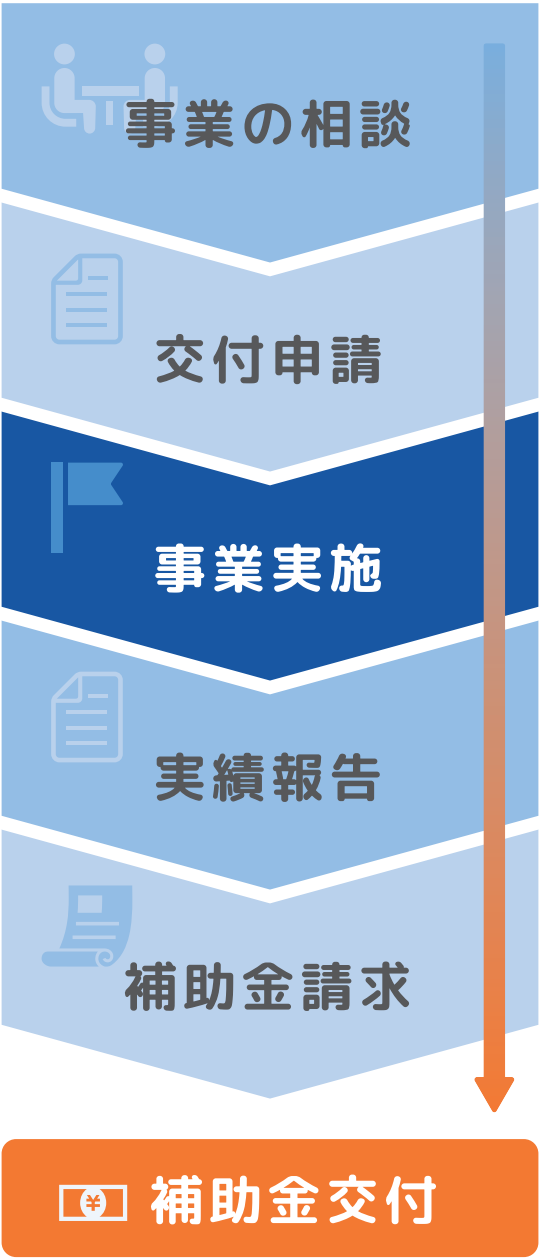 事業の相談
交付申請
事業実施
実績報告
補助金請求
¥ 補助金交付